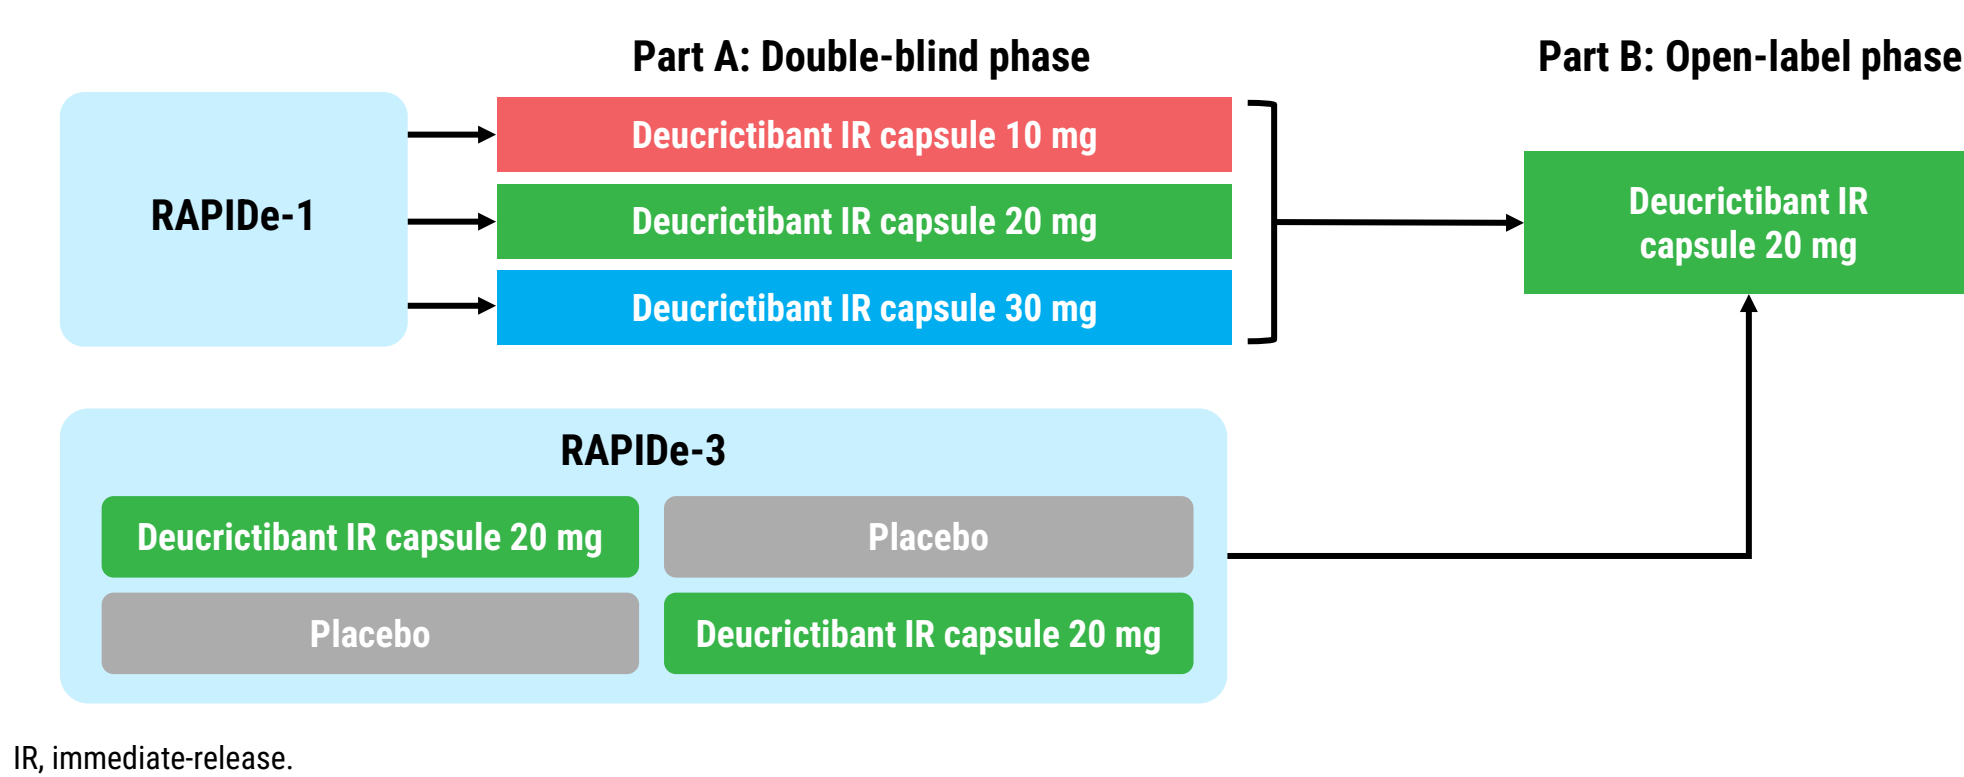 Part A: Double-blind phase
Part B: Open-label phase
RAPIDe-1
Deucrictibant IR capsule 10 mg
Deucrictibant IR capsule 20 mg
Deucrictibant IR capsule 30 mg
Deucrictibant IR
capsule 20 mg
RAPIDe-3
Deucrictibant IR capsule 20 mg
Placebo
Placebo
Deucrictibant IR capsule 20 mg
IR, immediate-release.